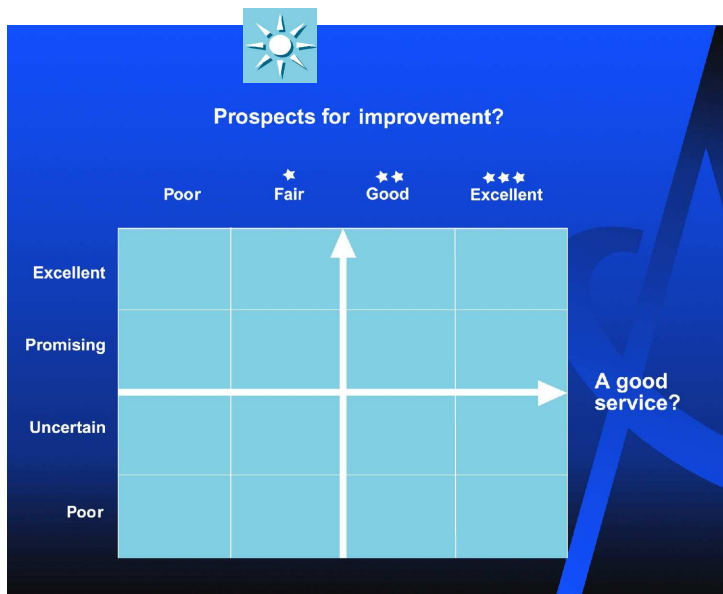 Prospects for improvement?
Poor
Fair
Good
Excellent
Excellent
Promising
Uncertain
Poor
A good
service?